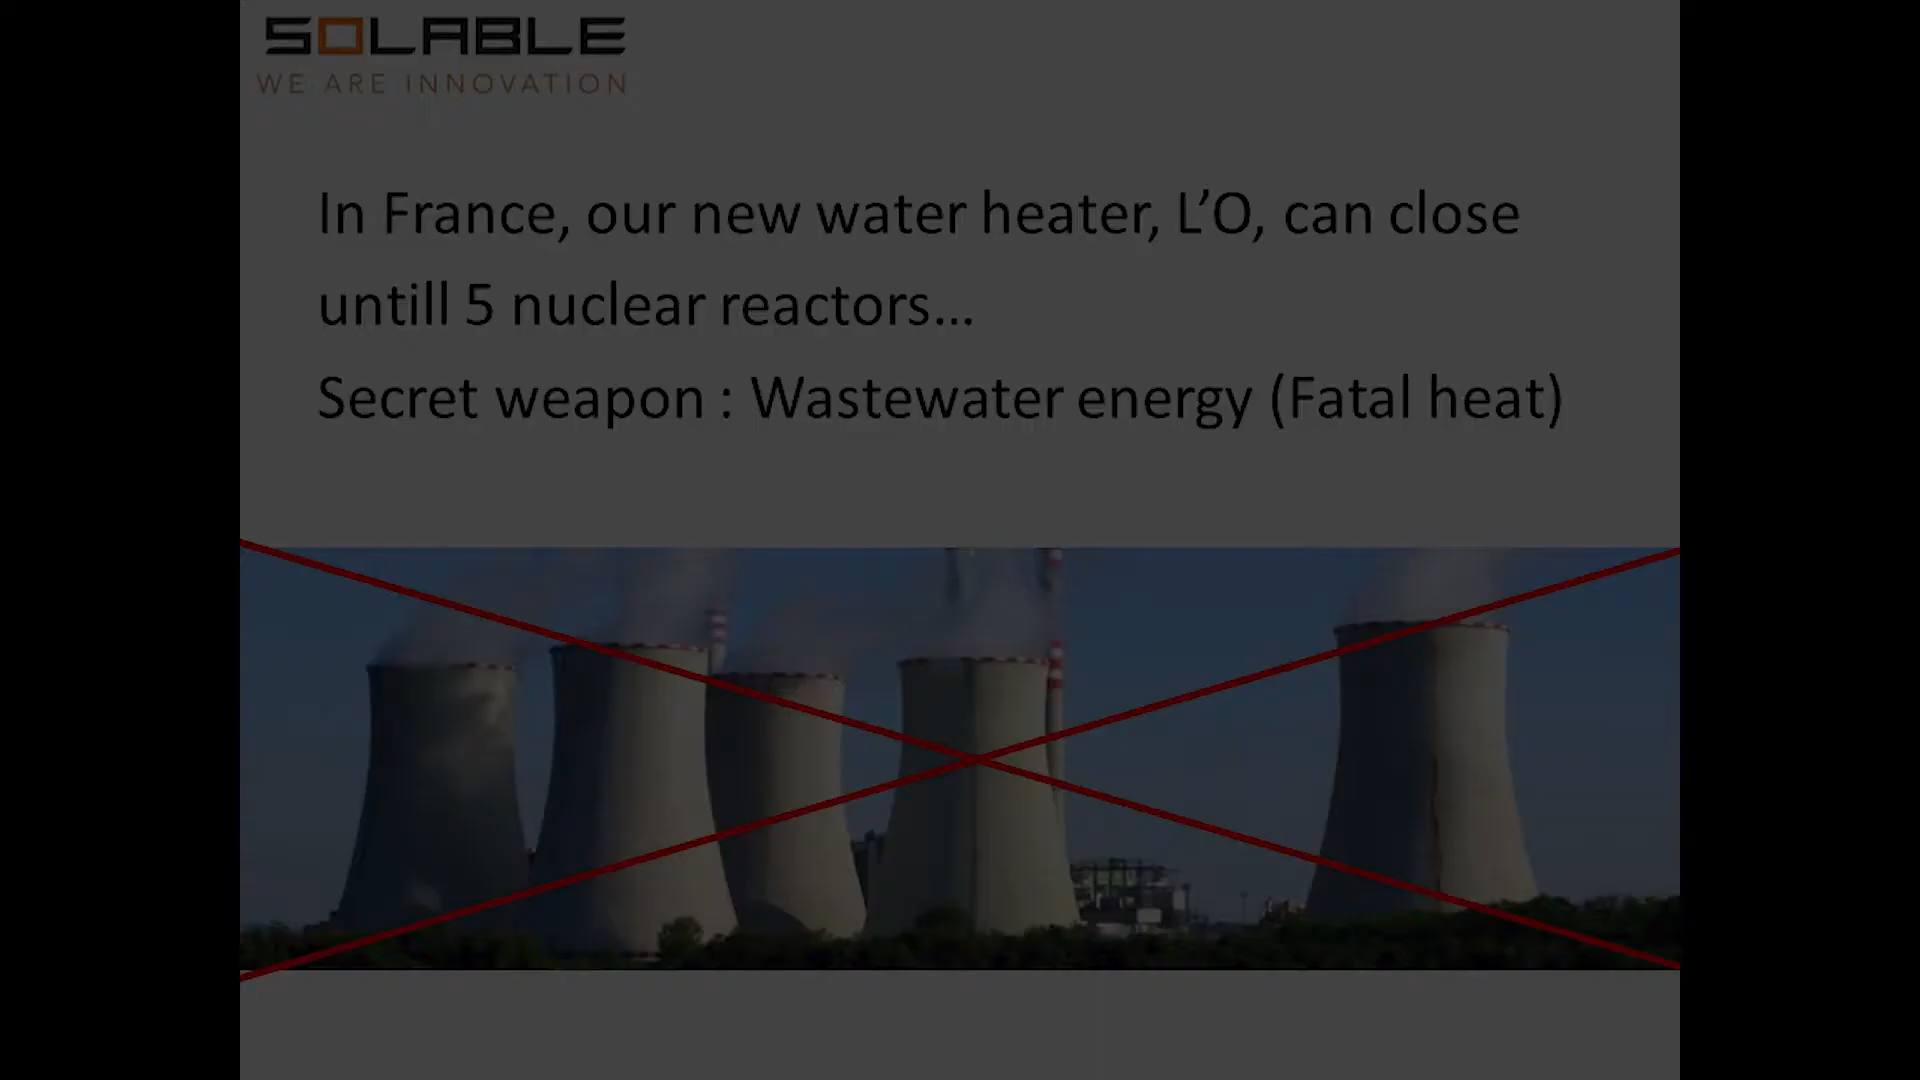 SOLABLE
WE ARE INNOVATION
In France, our new water heater, L’O, can close
untill 5 nuclear reactors...
Secret weapon : Wastewater energy (Fatal heat)